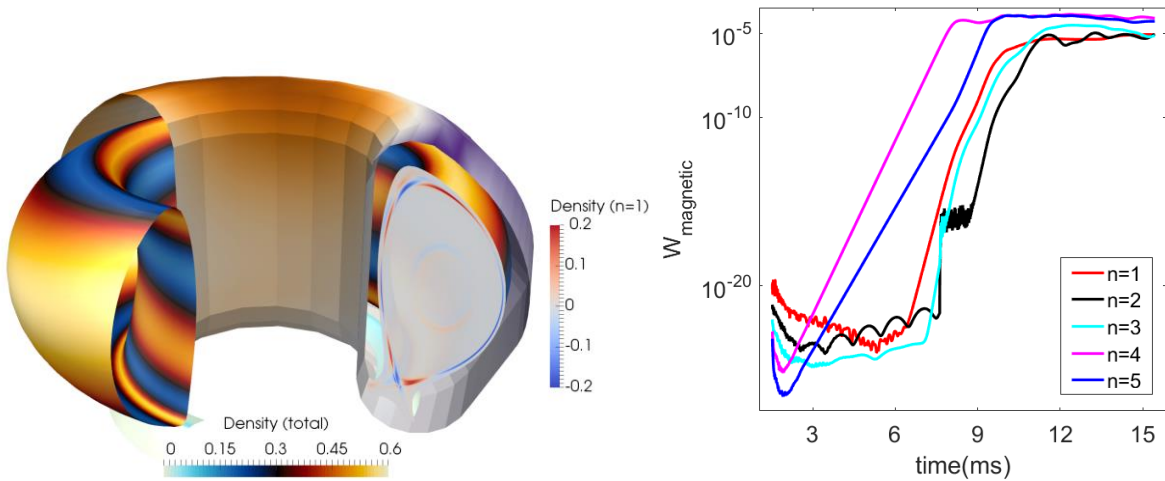 Density (n=1)
0.2
0.1
0
-0.1
-0.2
Density (total)
0 0.15 0.3 0.45 0.6
W_magnetic
10^-5
10^-10
10^-20
n=1
n=2
n=3
n=4
n=5
3 6 9 12 15
time(ms)